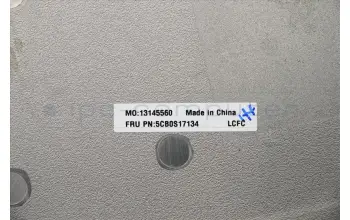 MO:13145560 Made in China
FRU PN:5CB0S17134 LCFC